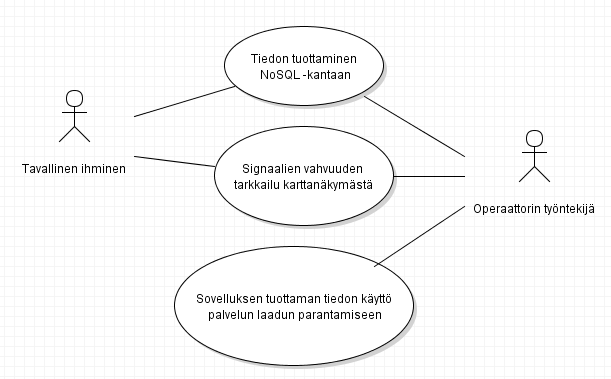 Tiedon tuottaminen
NoSQL -kantaan
Tavallinen ihminen
Signaalien vahvuuden
tarkkailu karttanäkymästä
Operaattorin työntekijä
Sovelluksen tuottaman tiedon käyttö
palvelun laadun parantamiseen